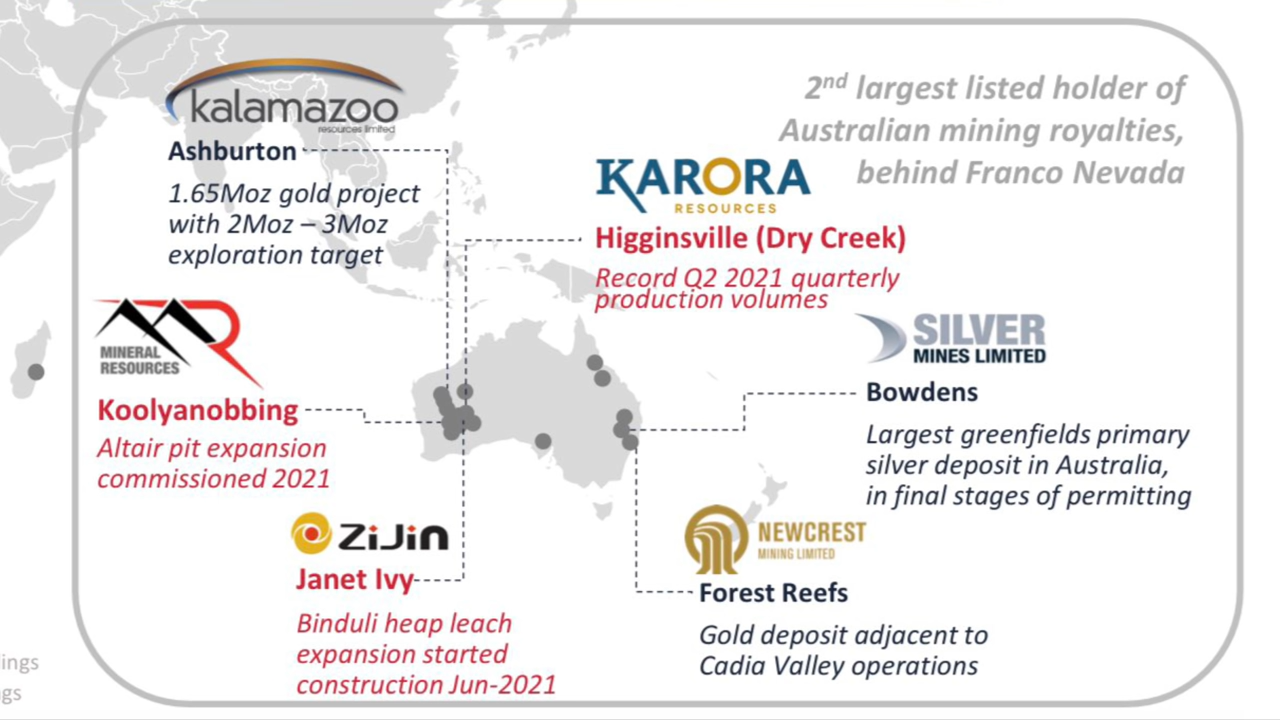 kalamazoo
resources limited
Ashburton
1.65Moz gold project
with 2Moz – 3Moz
exploration target
2nd largest listed holder of
Australian mining royalties,
behind Franco Nevada
KARORA
RESOURCES
Higginsville (Dry Creek)
Record Q2 2021 quarterly
production volumes
MINERAL
RESOURCES
Koolyanobbing
Altair pit expansion
commissioned 2021
SILVER
MINES LIMITED
Bowdens
Largest greenfields primary
silver deposit in Australia,
in final stages of permitting
ZiJin
Janet Ivy
Binduli heap leach
expansion started
construction Jun-2021
NEWCREST
MINING LIMITED
Forest Reefs
Gold deposit adjacent to
Cadia Valley operations
lings
gs